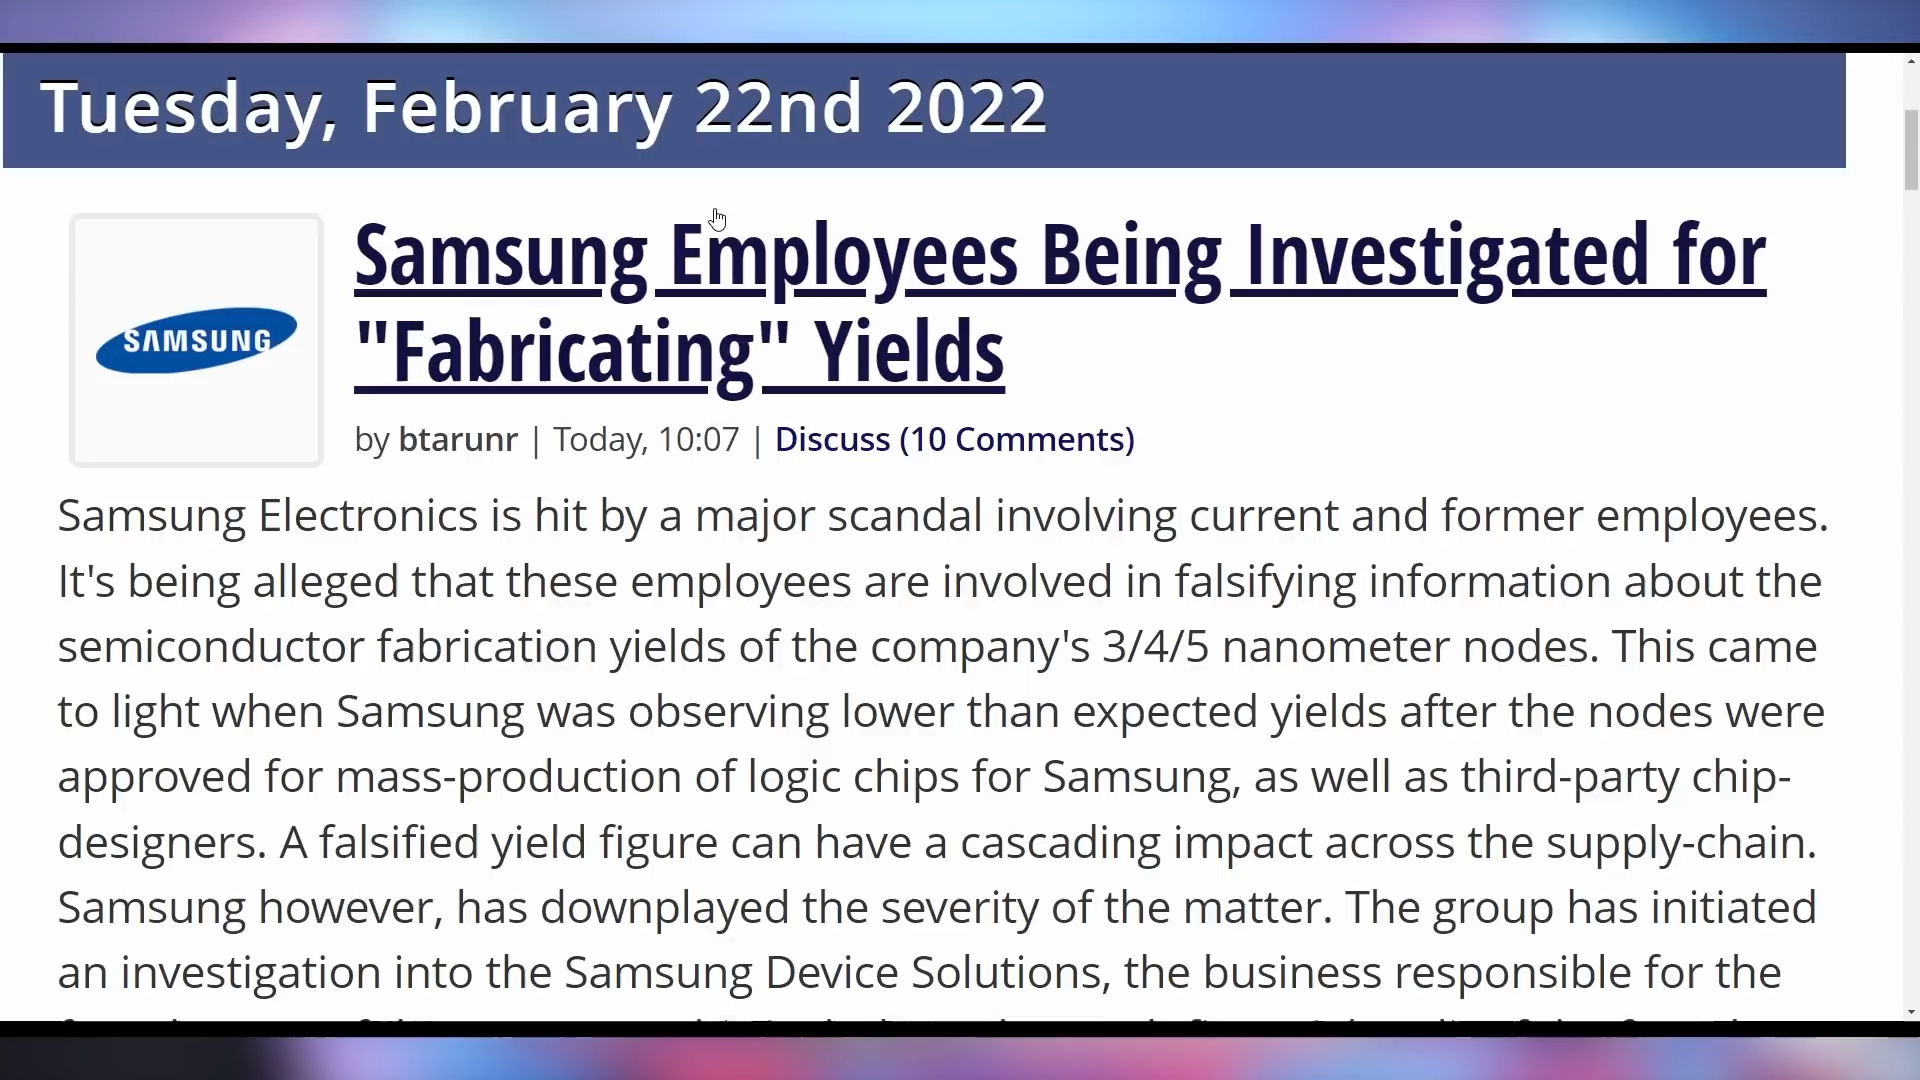 Tuesday, February 22nd 2022
SAMSUNG
Samsung Employees Being Investigated for
"Fabricating" Yields
by btarunr | Today, 10:07 | Discuss (10 Comments)
Samsung Electronics is hit by a major scandal involving current and former employees.
It's being alleged that these employees are involved in falsifying information about the
semiconductor fabrication yields of the company's 3/4/5 nanometer nodes. This came
to light when Samsung was observing lower than expected yields after the nodes were
approved for mass-production of logic chips for Samsung, as well as third-party chip-
designers. A falsified yield figure can have a cascading impact across the supply-chain.
Samsung however, has downplayed the severity of the matter. The group has initiated
an investigation into the Samsung Device Solutions, the business responsible for the